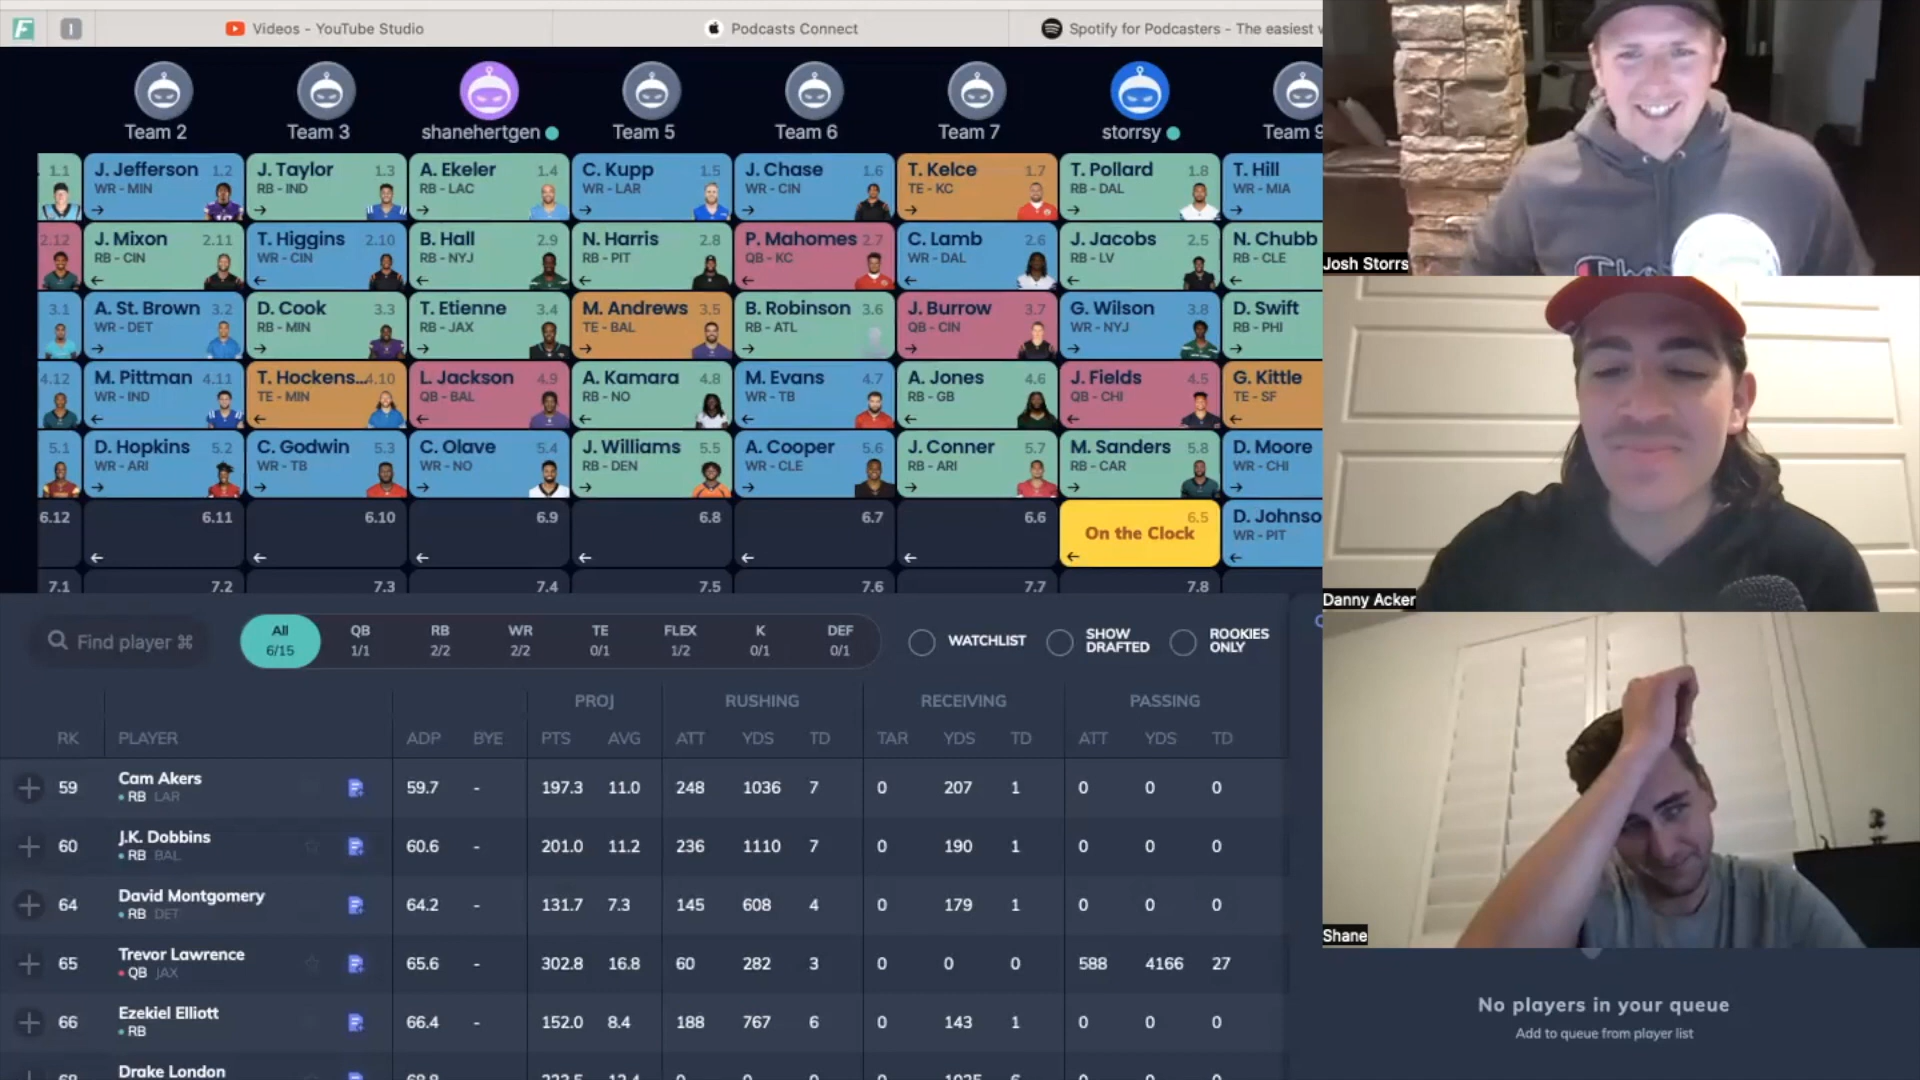 Videos - YouTube Studio
Podcasts Connect
Spotify for Podcasters - The easiest
Team 2 Team 3 shanehertgen Team 5 Team 6 Team 7 storrsy Team 9
1.1 J. Jefferson 1.2 J. Taylor 1.3 A. Ekeler 1.4 C. Kupp 1.5 J. Chase 1.6 T. Kelce 1.7 T. Pollard 1.8 T. Hill
WR - MIN RB - IND RB - LAC WR - LAR WR - CIN TE - KC RB - DAL WR - MIA
2.12 J. Mixon 2.11 T. Higgins 2.10 B. Hall 2.9 N. Harris 2.8 P. Mahomes 2.7 C. Lamb 2.6 J. Jacobs 2.5 N. Chubb
RB - CIN WR - CIN RB - NYJ RB - PIT QB - KC WR - DAL RB - LV RB - CLE
3.1 A. St. Brown 3.2 D. Cook 3.3 T. Etienne 3.4 M. Andrews 3.5 B. Robinson 3.6 J. Burrow 3.7 G. Wilson 3.8 D. Swift
WR - DET RB - MIN RB - JAX TE - BAL RB - ATL QB - CIN WR - NYJ RB - PHI
4.12 M. Pittman 4.11 T. Hockens... 4.10 L. Jackson 4.9 A. Kamara 4.8 M. Evans 4.7 A. Jones 4.6 J. Fields 4.5 G. Kittle
WR - IND TE - MIN QB - BAL RB - NO WR - TB RB - GB QB - CHI TE - SF
5.1 D. Hopkins 5.2 C. Godwin 5.3 C. Olave 5.4 J. Williams 5.5 A. Cooper 5.6 J. Conner 5.7 M. Sanders 5.8 D. Moore
WR - ARI WR - TB WR - NO RB - DEN WR - CLE RB - ARI RB - CAR WR - CHI
6.12 6.11 6.10 6.9 6.8 6.7 6.6 On the Clock 6.5 D. Johnso
WR - PIT
7.1 7.2 7.3 7.4 7.5 7.6 7.7 7.8
Find player ⌘
All QB RB WR TE FLEX K DEF
6/15 1/1 2/2 2/2 0/1 1/2 0/1 0/1
WATCHLIST
SHOW DRAFTED
ROOKIES ONLY
PROJ RUSHING RECEIVING PASSING
RK PLAYER ADP BYE PTS AVG ATT YDS TD TAR YDS TD ATT YDS TD
59 Cam Akers 59.7 - 197.3 11.0 248 1036 7 0 207 1 0 0 0
RB LAR
60 J.K. Dobbins 60.6 - 201.0 11.2 236 1110 7 0 190 1 0 0 0
RB BAL
64 David Montgomery 64.2 - 131.7 7.3 145 608 4 0 179 1 0 0 0
RB DET
65 Trevor Lawrence 65.6 - 302.8 16.8 60 282 3 0 0 0 588 4166 27
QB JAX
66 Ezekiel Elliott 66.4 - 152.0 8.4 188 767 6 0 143 1 0 0 0
RB
Drake London
Josh Storrs
Danny Acker
Shane
No players in your queue
Add to queue from player list